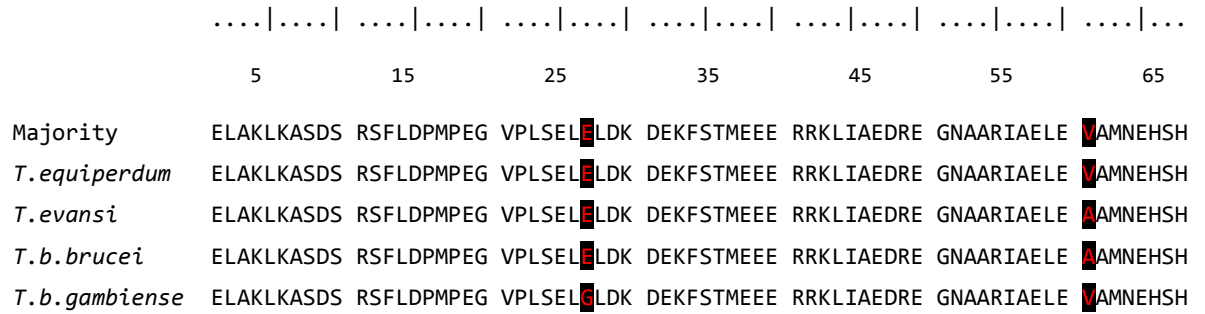 ....|....| ....|....| ....|....| ....|....| ....|....| ....|....| ....|...
5 15 25 35 45 55 65
Majority ELAKLKASDS RSFLDPMPEG VPLSELELDK DEKFSTMEEE RRKLIAEDRE GNAARIAELE VAMNEHSH
T.equiperdum ELAKLKASDS RSFLDPMPEG VPLSELELDK DEKFSTMEEE RRKLIAEDRE GNAARIAELE VAMNEHSH
T.evansi ELAKLKASDS RSFLDPMPEG VPLSELELDK DEKFSTMEEE RRKLIAEDRE GNAARIAELE AAMNEHSH
T.b.brucei ELAKLKASDS RSFLDPMPEG VPLSELELDK DEKFSTMEEE RRKLIAEDRE GNAARIAELE AAMNEHSH
T.b.gambiense ELAKLKASDS RSFLDPMPEG VPLSELGLDK DEKFSTMEEE RRKLIAEDRE GNAARIAELE VAMNEHSH